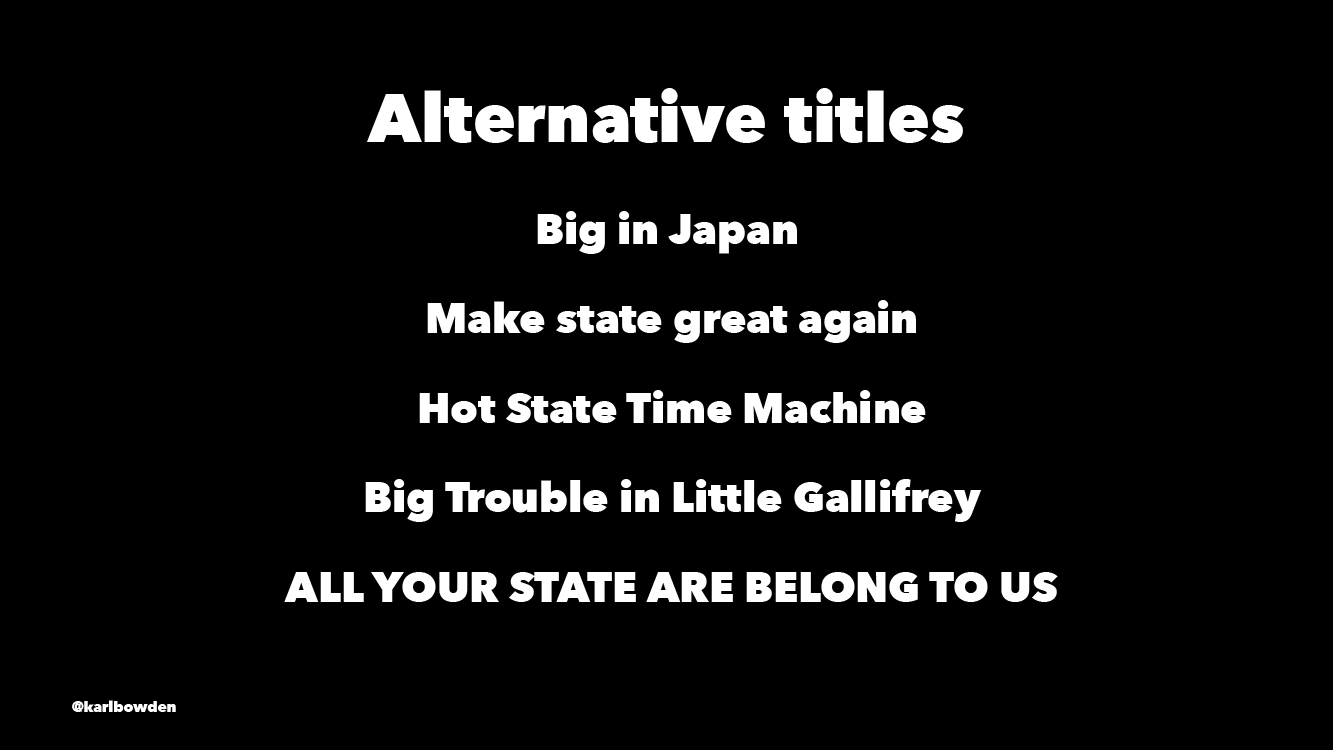 Alternative titles
Big in Japan
Make state great again
Hot State Time Machine
Big Trouble in Little Gallifrey
ALL YOUR STATE ARE BELONG TO US
@karlbowden